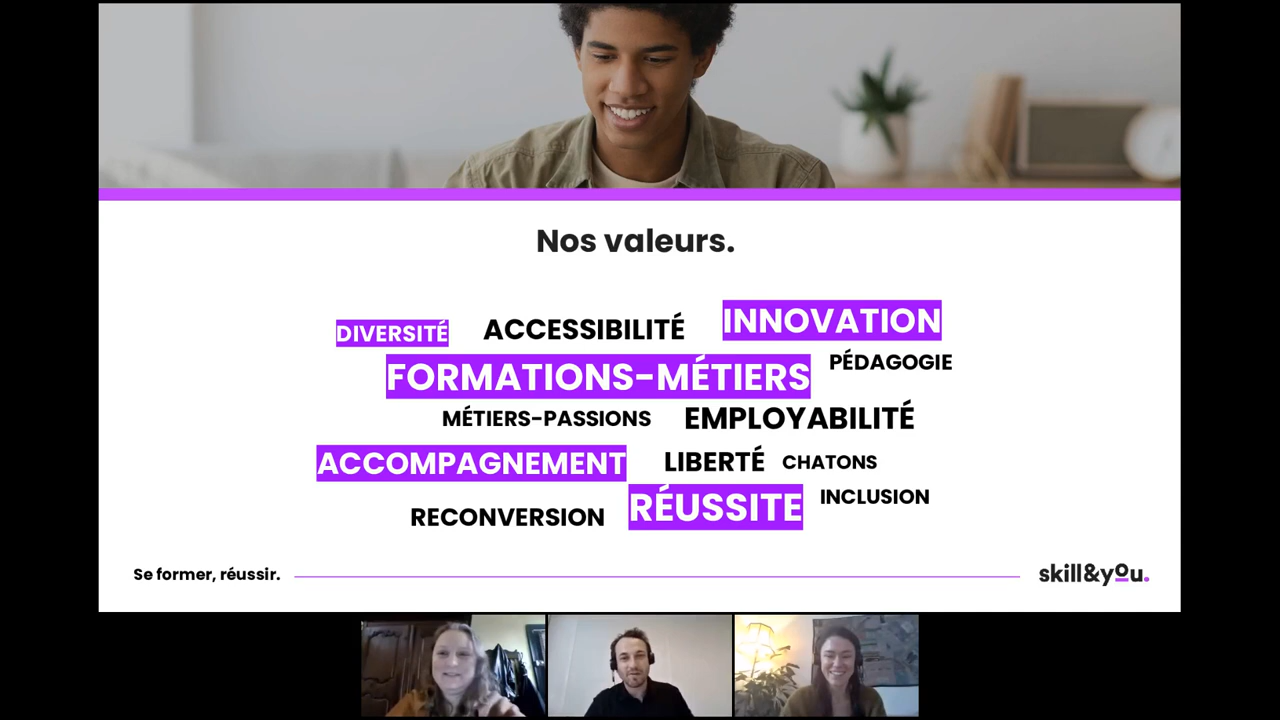 Nos valeurs.
DIVERSITÉ ACCESSIBILITÉ INNOVATION
FORMATIONS-MÉTIERS PÉDAGOGIE
MÉTIERS-PASSIONS EMPLOYABILITÉ
ACCOMPAGNEMENT LIBERTÉ CHATONS
RECONVERSION RÉUSSITE INCLUSION
Se former, réussir.
skill&you.